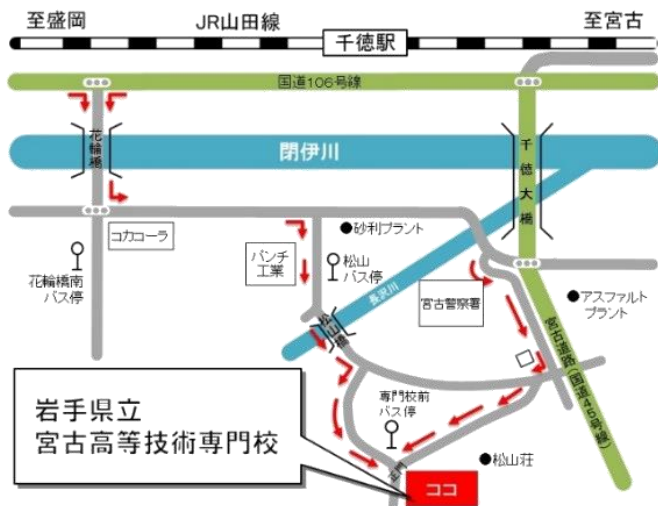 至盛岡
JR山田線
千徳駅
至宮古
国道106号線
花輪橋
閉伊川
千徳大橋
コカコーラ
花輪橋南
バス停
パンチ
工業
●砂利プラント
松山
バス停
長沢川
宮古警察署
●アスファルト
プラント
松山橋
宮古道路(国道45号線)
専門校前
バス停
岩手県立
宮古高等技術専門校
正門
●松山荘
ココ